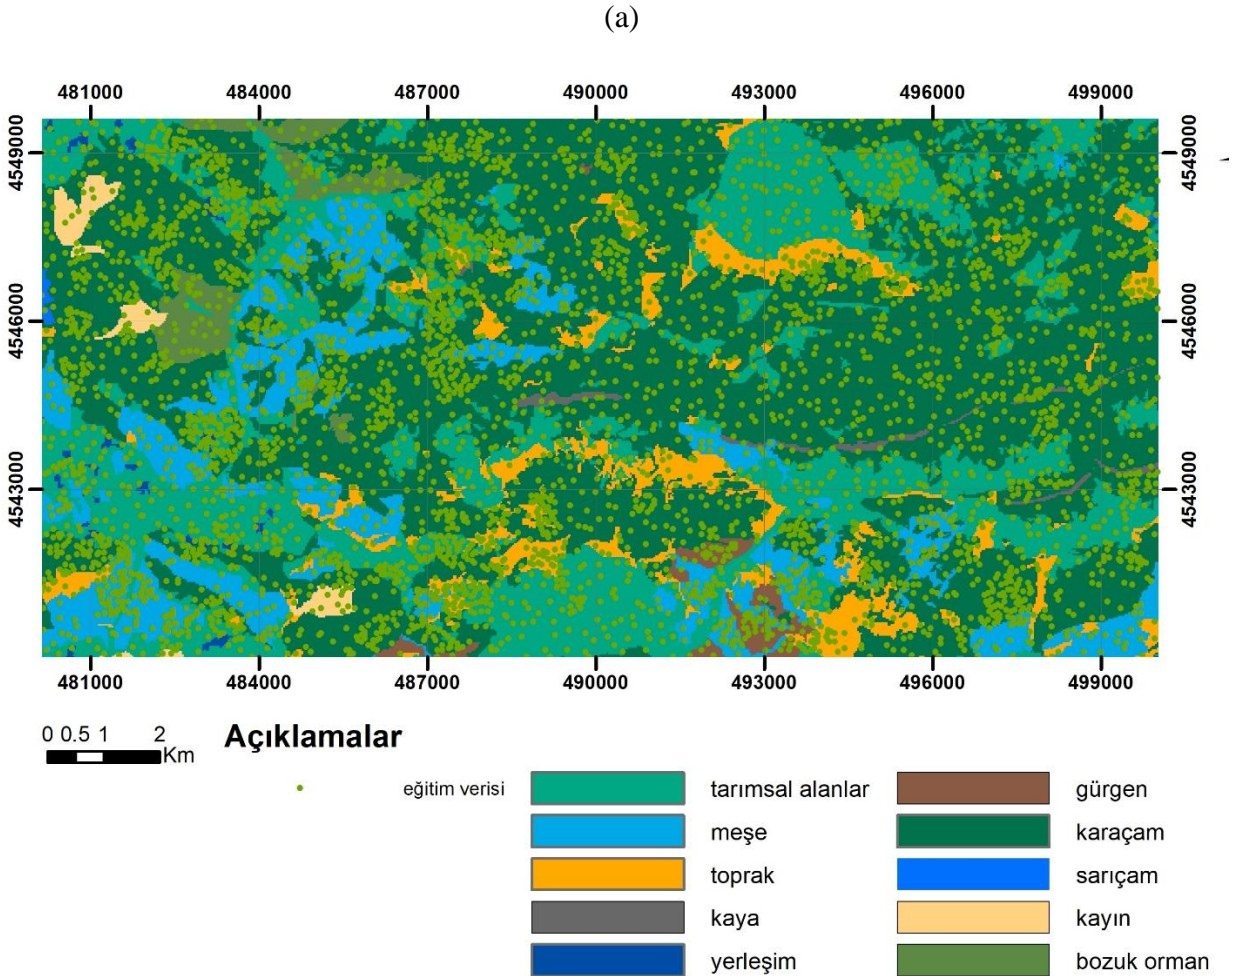 (a)
481000 484000 487000 490000 493000 496000 499000
4549000 4549000
4546000 4546000
4543000 4543000
481000 484000 487000 490000 493000 496000 499000
0 0.5 1 2
Km
Açıklamalar
eğitim verisi
tarımsal alanlar
meşe
toprak
kaya
yerleşim
gürgen
karaçam
sarıçam
kayın
bozuk orman